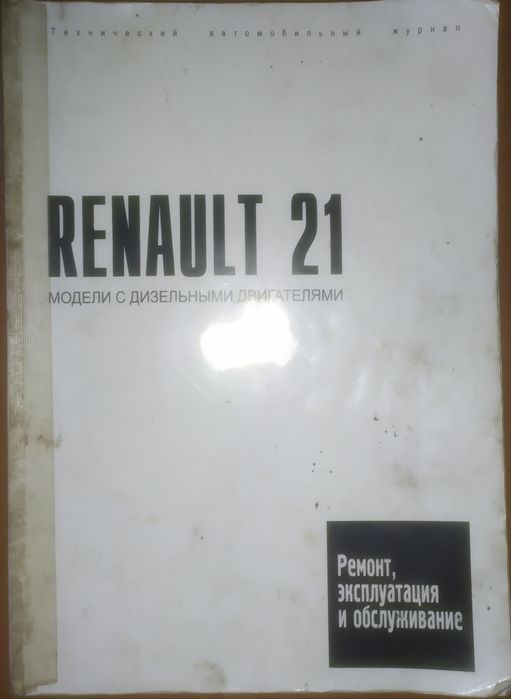 Технический автомобильный журнал
RENAULT 21
МОДЕЛИ С ДИЗЕЛЬНЫМИ ДВИГАТЕЛЯМИ
Ремонт,
эксплуатация
и обслуживание